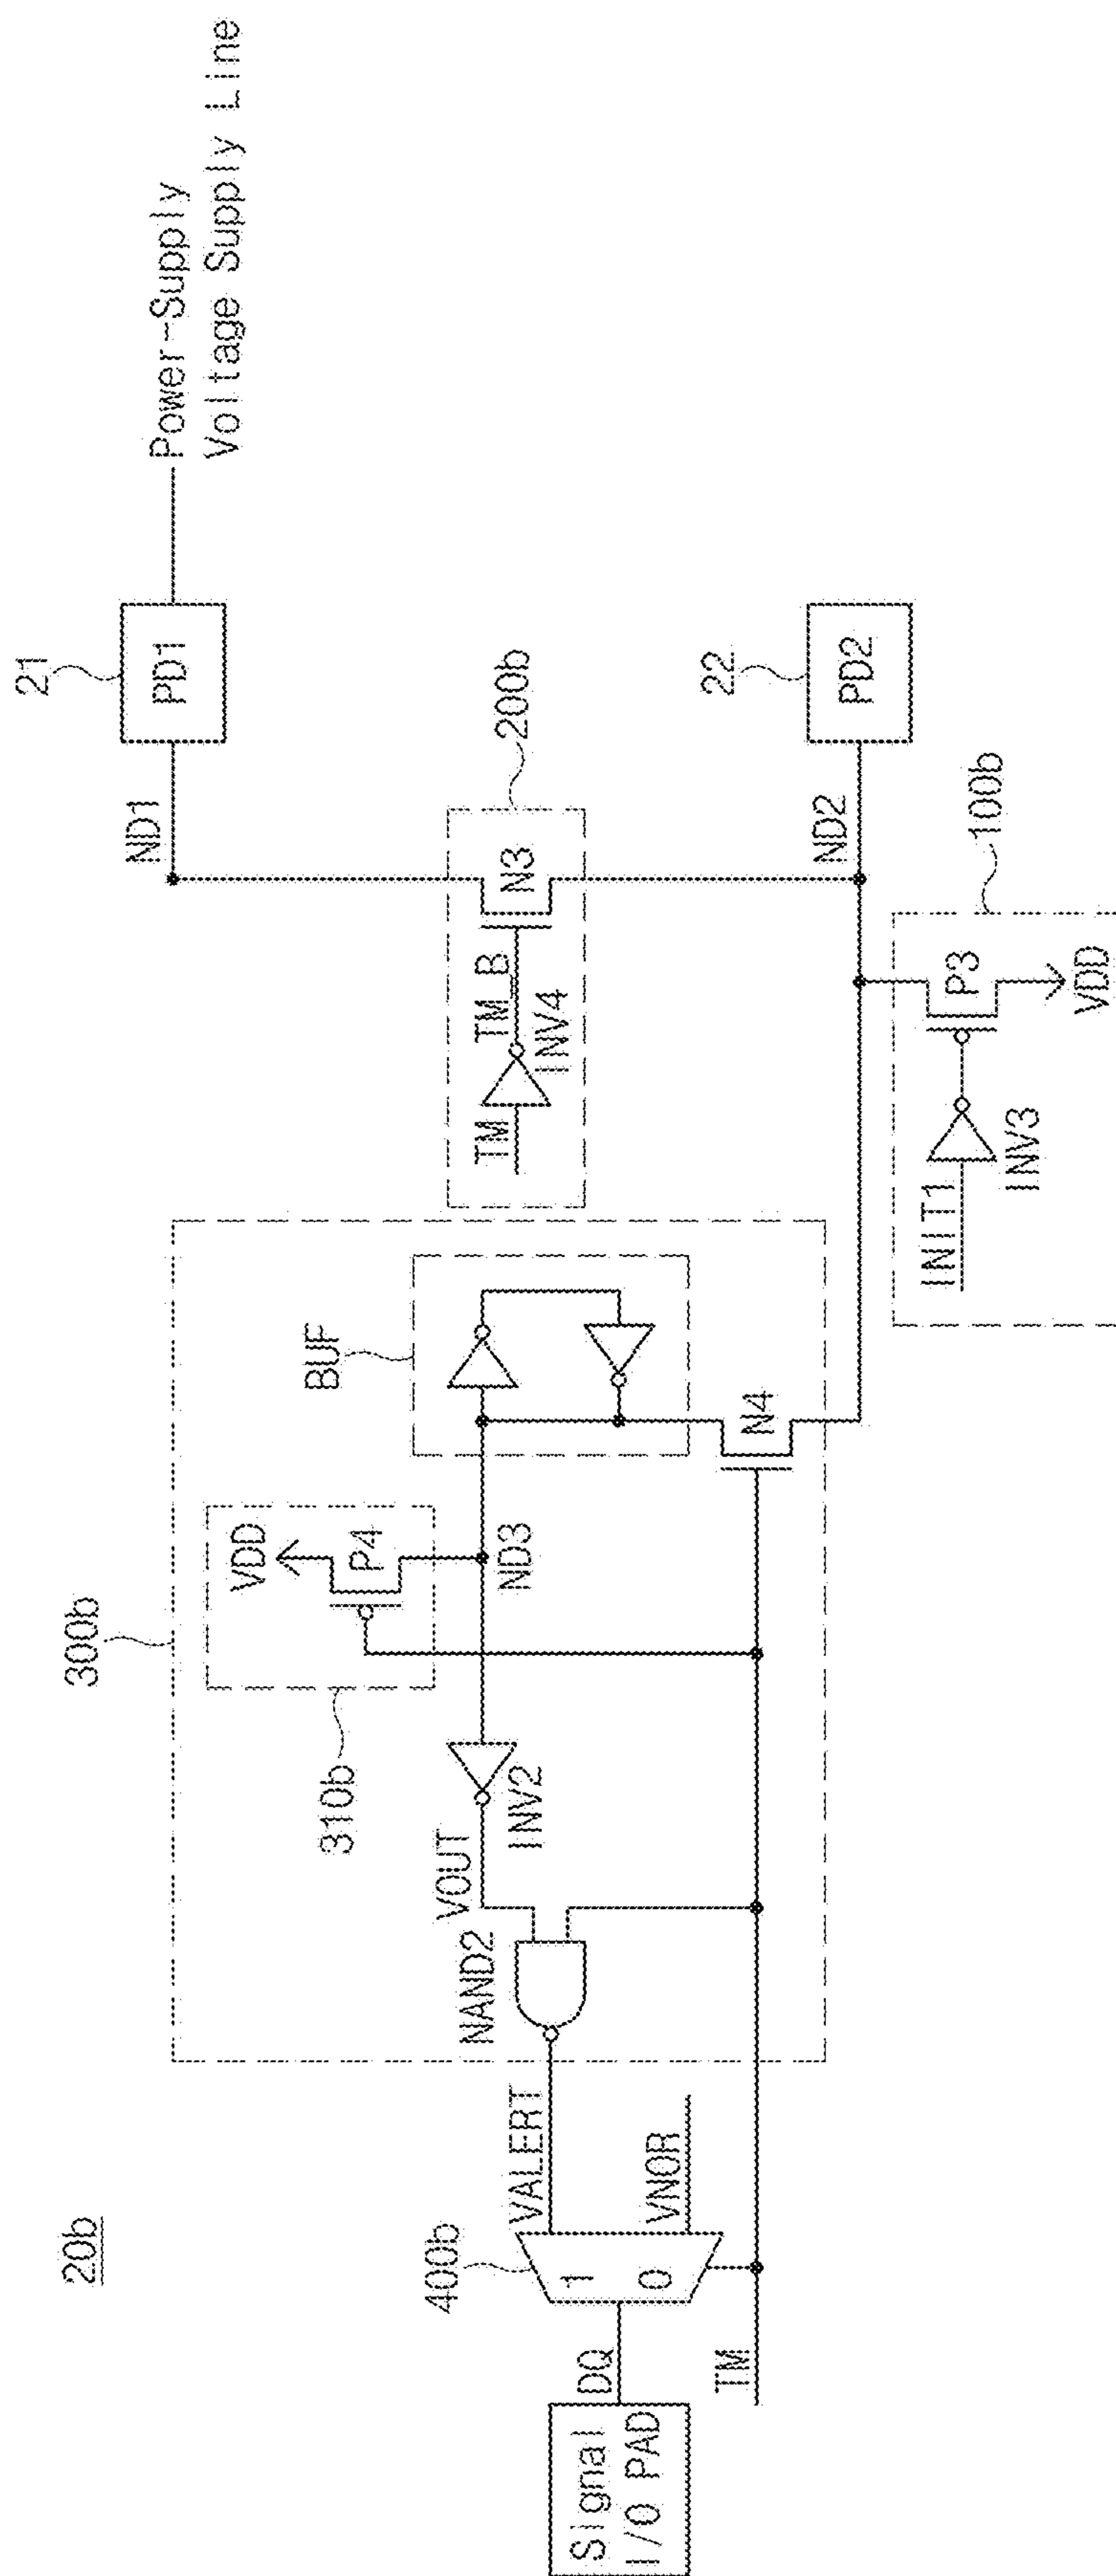 20b
300b
310b
VDD
P4
BUF
21
PD1
ND1
Power-Supply
Voltage Supply Line
400b
Signal
I/O PAD
DQ
1
0
VALERT
VNOR
NAND2
VOUT
INV2
ND3
N4
TM
TM
TM_B
INV4
N3
200b
22
PD2
ND2
100b
INIT1
INV3
P3
VDD